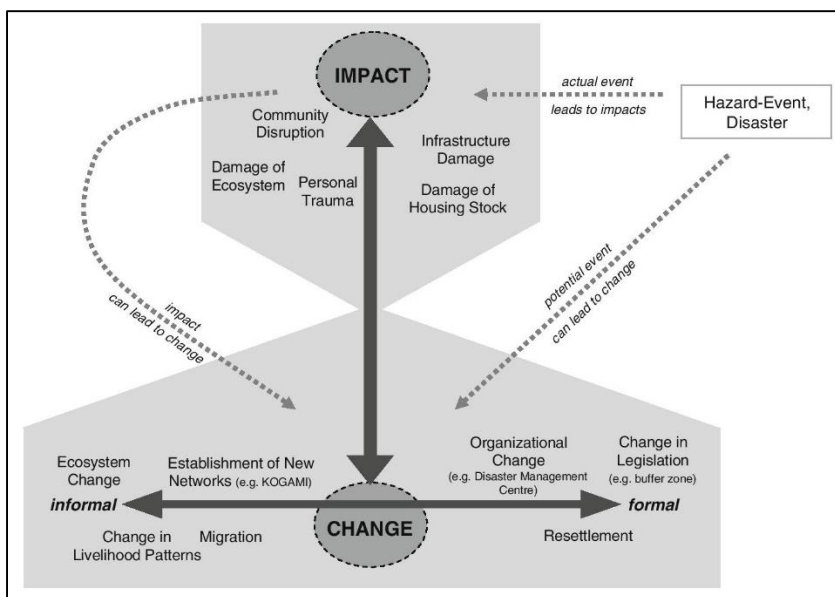 IMPACT
actual event
leads to impacts
Hazard-Event,
Disaster
Community
Disruption
Infrastructure
Damage
Damage of
Ecosystem
Personal
Trauma
Damage of
Housing Stock
impact
can lead to change
potential event
can lead to change
Ecosystem
Change
Establishment of New
Networks (e.g. KOGAMI)
Organizational
Change
(e.g. Disaster Management
Centre)
Change in
Legislation
(e.g. buffer zone)
informal
CHANGE
formal
Change in
Livelihood Patterns
Migration
Resettlement